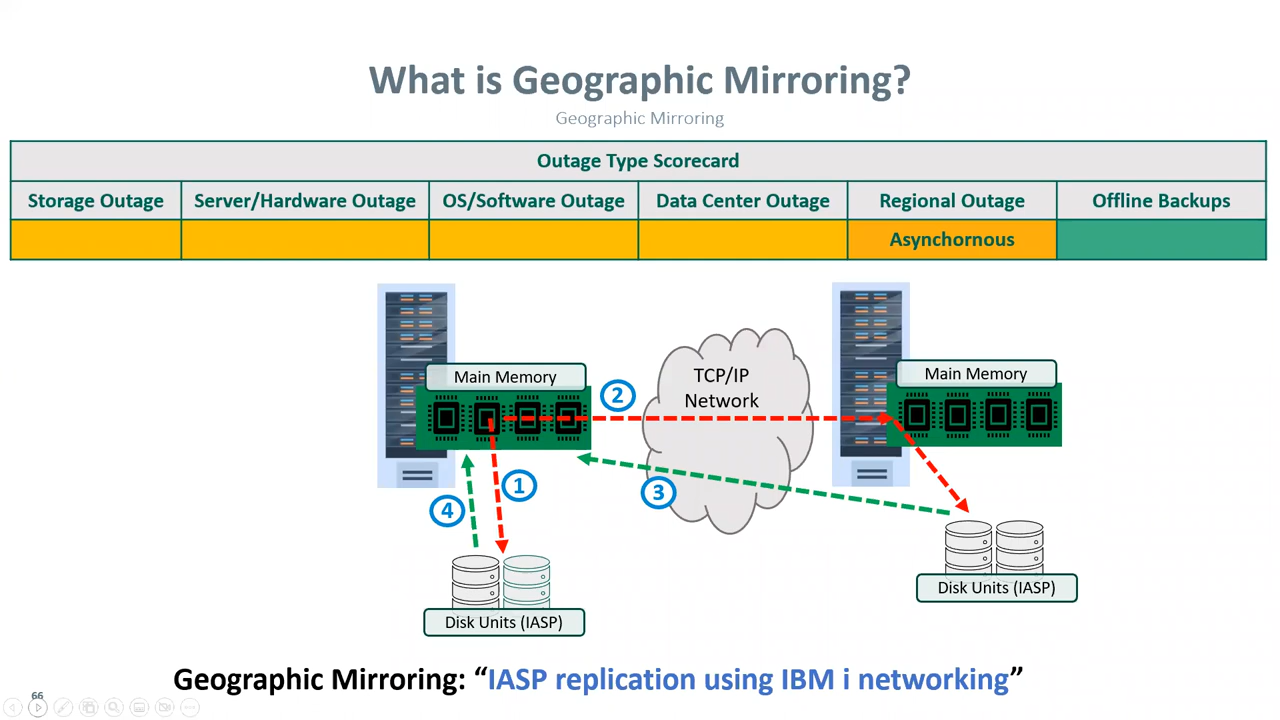 What is Geographic Mirroring?
Geographic Mirroring
Outage Type Scorecard
Storage Outage
Server/Hardware Outage
OS/Software Outage
Data Center Outage
Regional Outage
Offline Backups
Asynchornous
Main Memory
TCP/IP
Network
Main Memory
2
1
3
4
Disk Units (IASP)
Disk Units (IASP)
Geographic Mirroring: “IASP replication using IBM i networking”
66